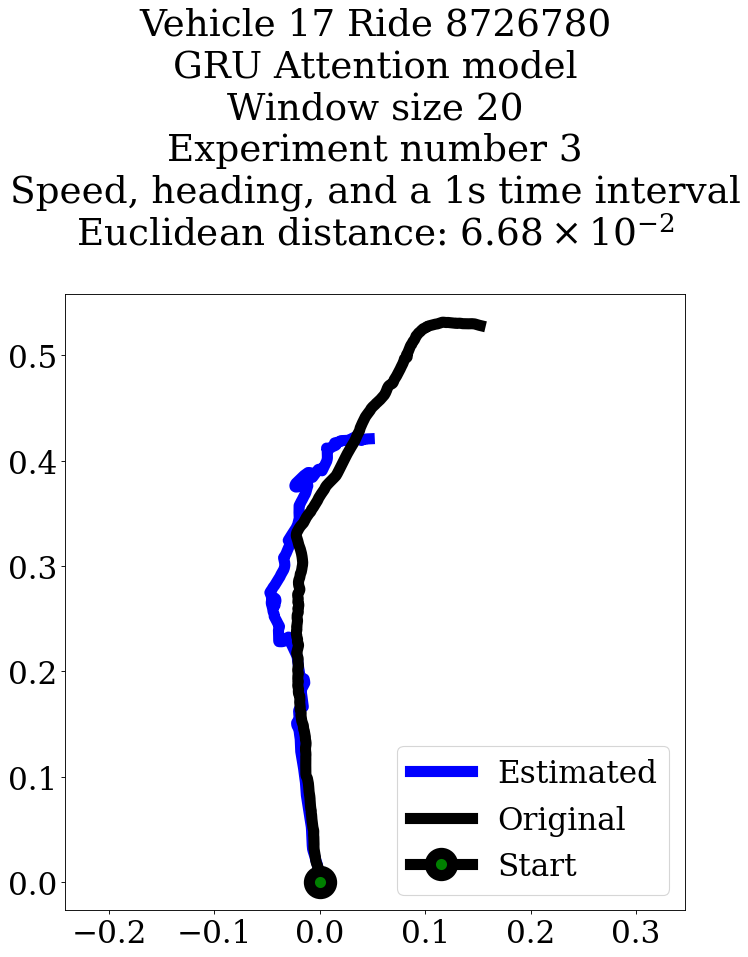 Vehicle 17 Ride 8726780
GRU Attention model
Window size 20
Experiment number 3
Speed, heading, and a 1s time interval
Euclidean distance: 6.68 × 10⁻²
0.5
0.4
0.3
0.2
0.1
0.0
Estimated
Original
Start
−0.2 −0.1 0.0 0.1 0.2 0.3